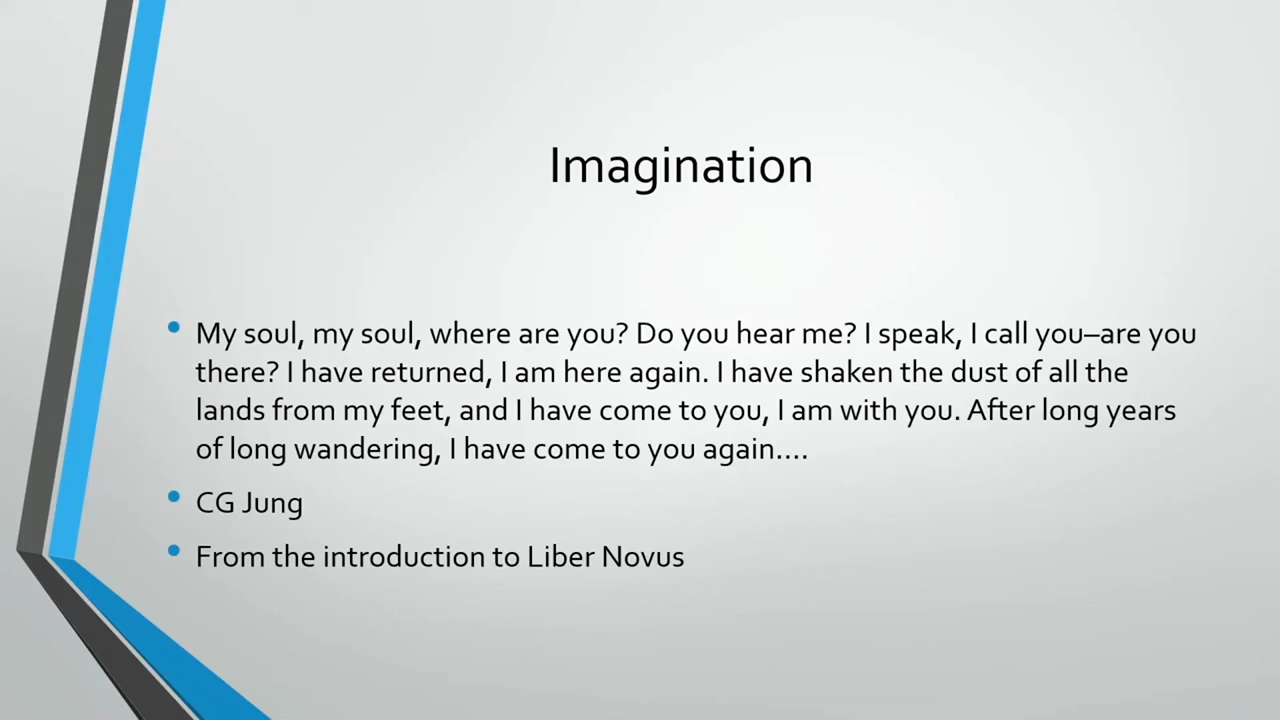 Imagination
• My soul, my soul, where are you? Do you hear me? I speak, I call you–are you
there? I have returned, I am here again. I have shaken the dust of all the
lands from my feet, and I have come to you, I am with you. After long years
of long wandering, I have come to you again....
• CG Jung
• From the introduction to Liber Novus